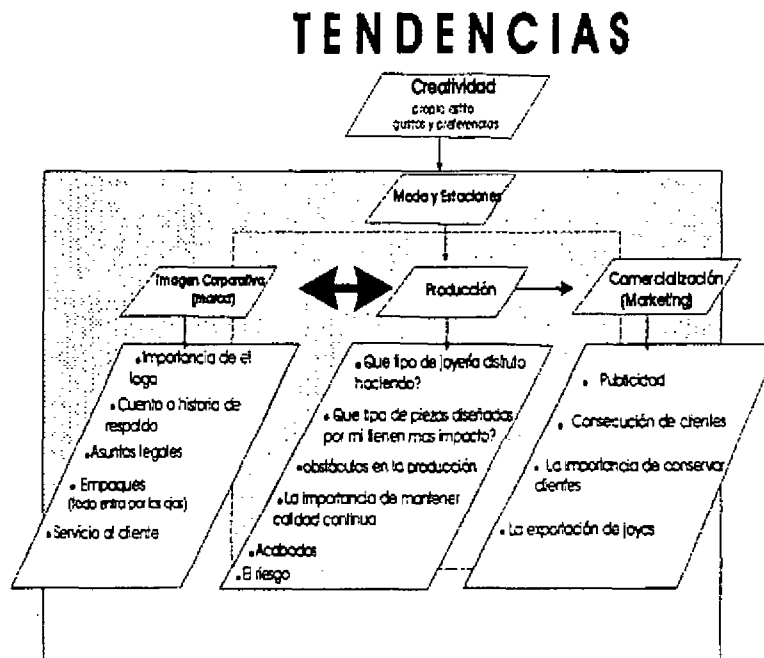 TENDENCIAS
Creatividad
propio estilo
gustos y preferencias
Moda y Estaciones
Imagen Corporativa
(marca)
Producción
Comercialización
(Marketing)
•Importancia de el
logo
•Cuento o historia de
respaldo
•Asuntos legales
•Empaques
(todo entra por los ojos)
•Servicio al cliente
•Que tipo de joyería disfruto
haciendo?
•Que tipo de piezas diseñadas
por mi tienen mas impacto?
•obstáculos en la producción
•La importancia de mantener
calidad continua
•Acabados
•El riesgo
•Publicidad
•Consecución de clientes
•La importancia de conservar
clientes
•La exportación de joyas